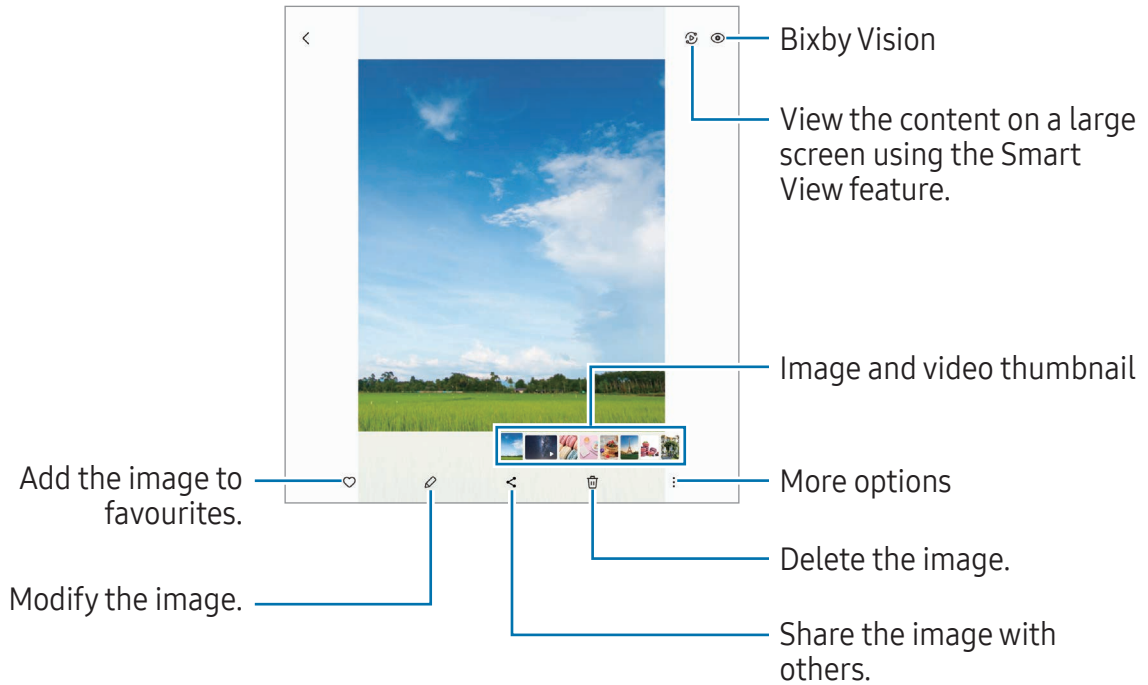 Bixby Vision
View the content on a large
screen using the Smart
View feature.
Image and video thumbnail
Add the image to
favourites.
More options
Delete the image.
Modify the image.
Share the image with
others.